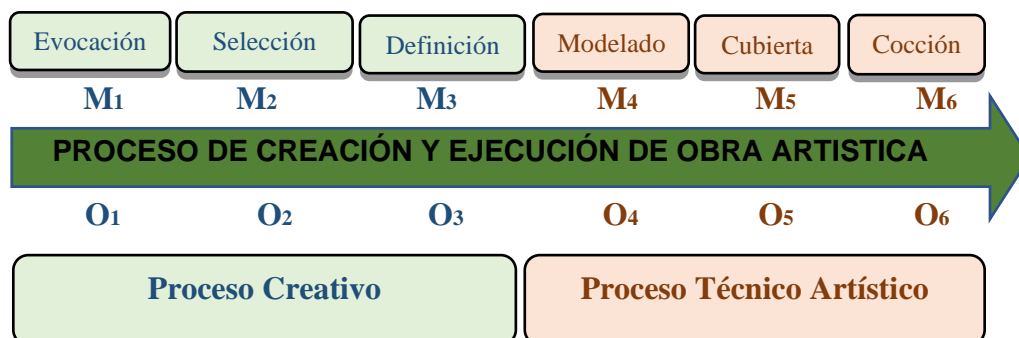 Evocación Selección Definición Modelado Cubierta Cocción
M1 M2 M3 M4 M5 M6
PROCESO DE CREACIÓN Y EJECUCIÓN DE OBRA ARTISTICA
O1 O2 O3 O4 O5 O6
Proceso Creativo Proceso Técnico Artístico